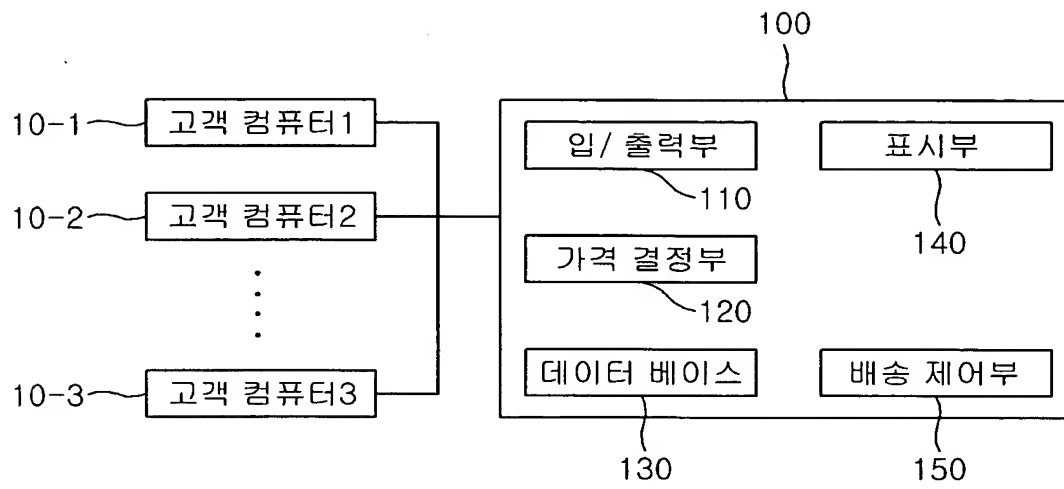 100
10-1
고객 컴퓨터1
입/ 출력부
표시부
110
10-2
고객 컴퓨터2
140
가격 결정부
120
10-3
고객 컴퓨터3
데이터 베이스
배송 제어부
130
150